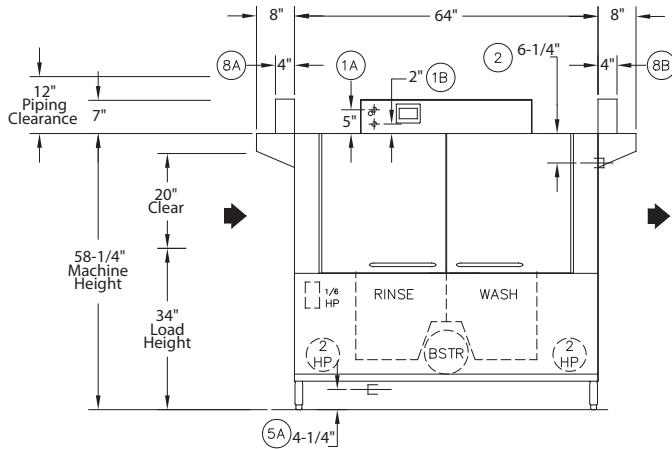 8"
64"
8"
8A
4"
1A
2"
1B
2
6-1/4"
4"
8B
12"
Piping
Clearance
7"
5"
20"
Clear
58-1/4"
Machine
Height
34"
Load
Height
1/6
HP
RINSE
WASH
2
HP
BSTR
2
HP
5A
4-1/4"